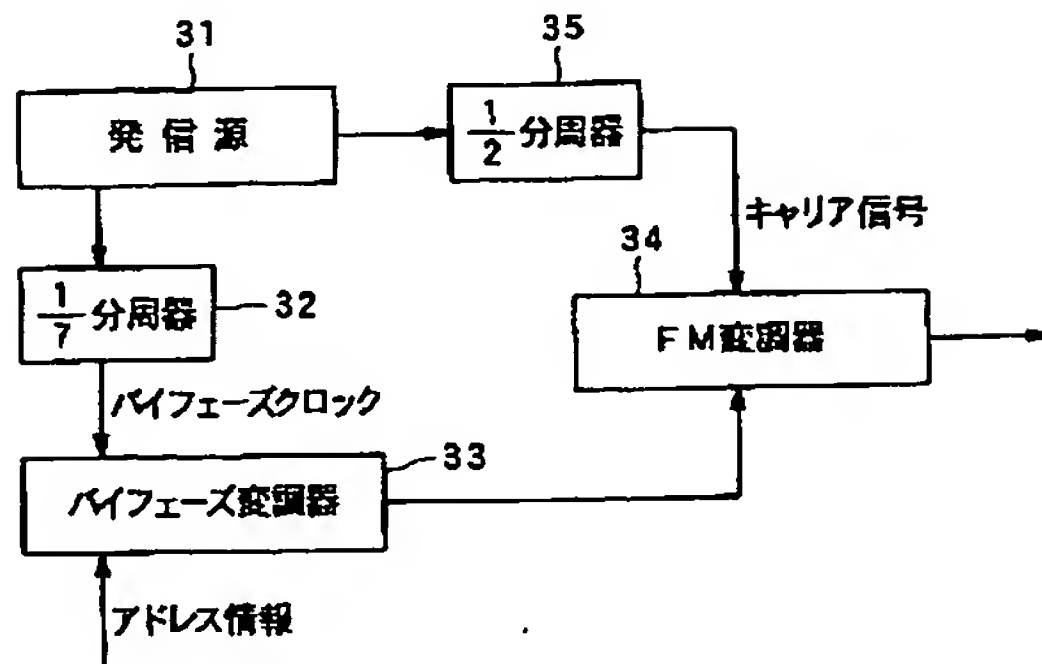 31
35
発信源
1/2 分周器
キャリア信号
34
1/7 分周器
32
FM変調器
バイフェーズクロック
33
バイフェーズ変調器
アドレス情報